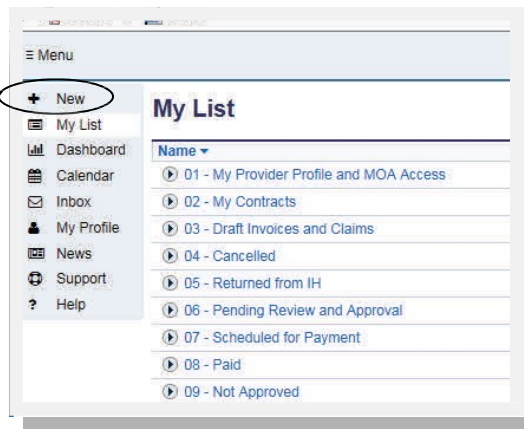 ≡ Menu
+ New
My List
Dashboard
Calendar
Inbox
My Profile
News
Support
? Help
My List
Name
01 - My Provider Profile and MOA Access
02 - My Contracts
03 - Draft Invoices and Claims
04 - Cancelled
05 - Returned from IH
06 - Pending Review and Approval
07 - Scheduled for Payment
08 - Paid
09 - Not Approved